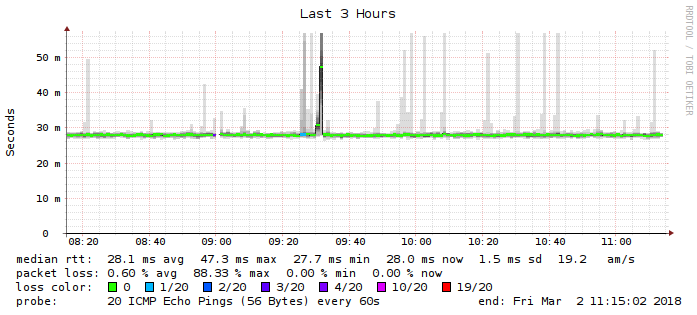 Last 3 Hours
RRDTOOL / TOBI OETIKER
Seconds
50 m
40 m
30 m
20 m
10 m
0
08:20 08:40 09:00 09:20 09:40 10:00 10:20 10:40 11:00
median rtt: 28.1 ms avg 47.3 ms max 27.7 ms min 28.0 ms now 1.5 ms sd 19.2 am/s
packet loss: 0.60 % avg 88.33 % max 0.00 % min 0.00 % now
loss color: 0 1/20 2/20 3/20 4/20 10/20 19/20
probe: 20 ICMP Echo Pings (56 Bytes) every 60s end: Fri Mar 2 11:15:02 2018